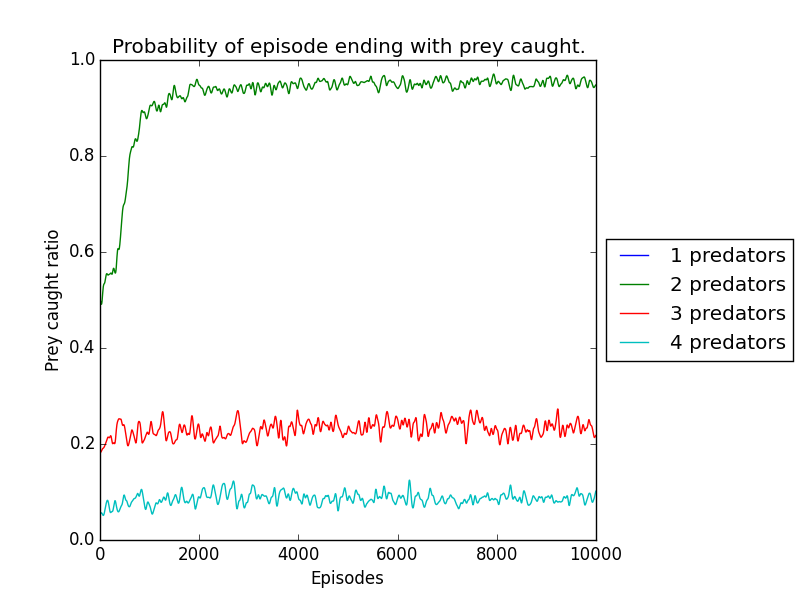 Probability of episode ending with prey caught.
1.0
0.8
0.6
0.4
0.2
0.0
Prey caught ratio
0 2000 4000 6000 8000 10000
Episodes
1 predators
2 predators
3 predators
4 predators